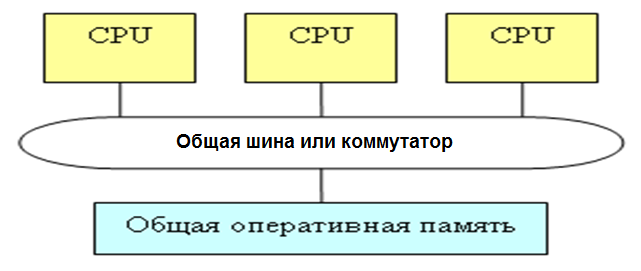 CPU CPU CPU
Общая шина или коммутатор
Общая оперативная память